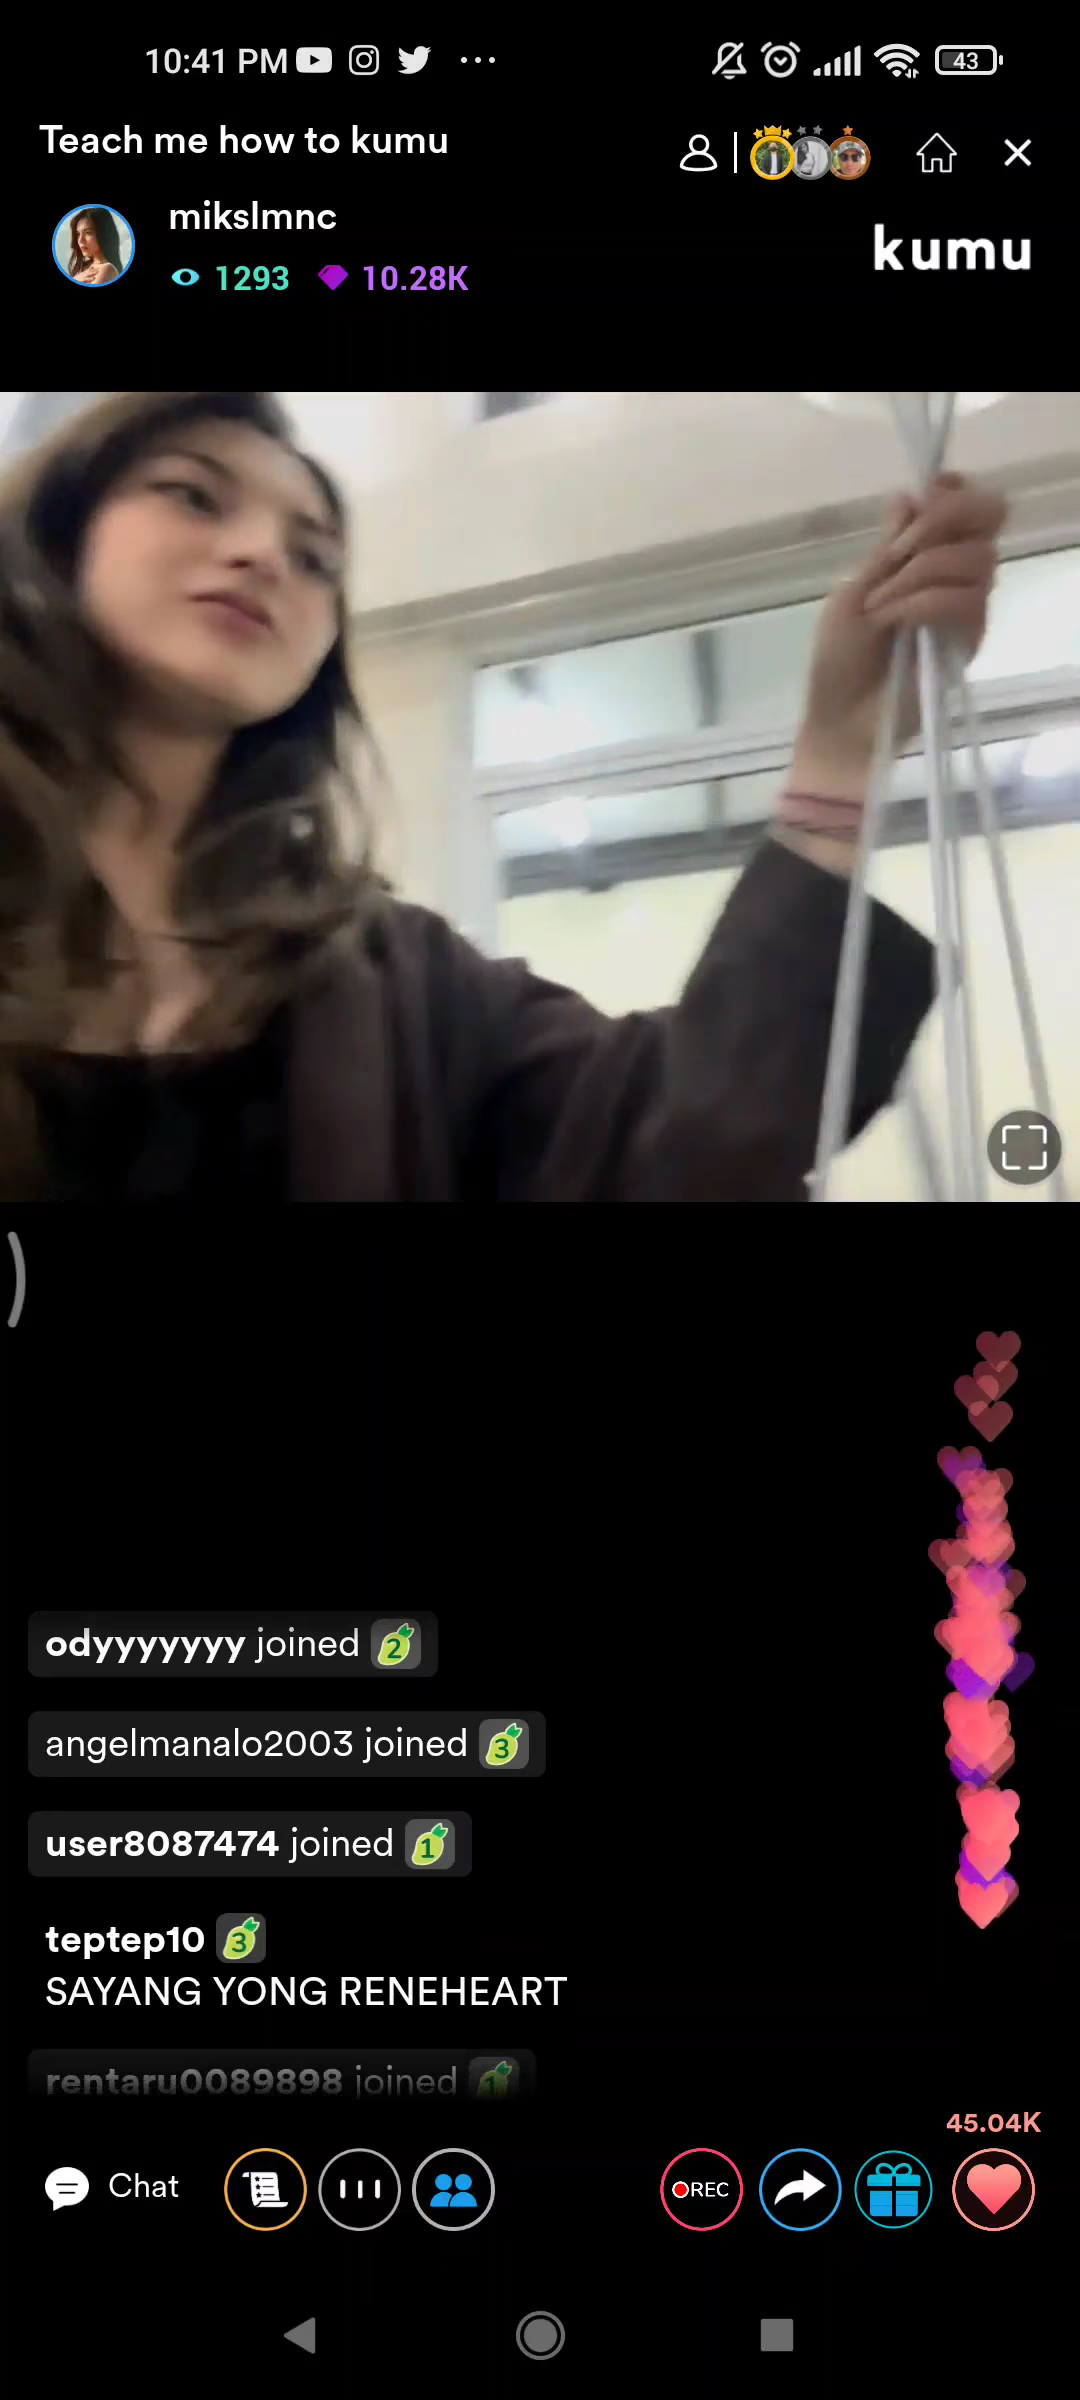 10:41 PM ... 43
Teach me how to kumu
mikslmnc
1293 10.28K
kumu
odyyyyyyy joined 2
angelmanalo2003 joined 3
user8087474 joined 1
teptep10 3
SAYANG YONG RENEHEART
rentaru0089898 joined 1
45.04K
Chat
REC